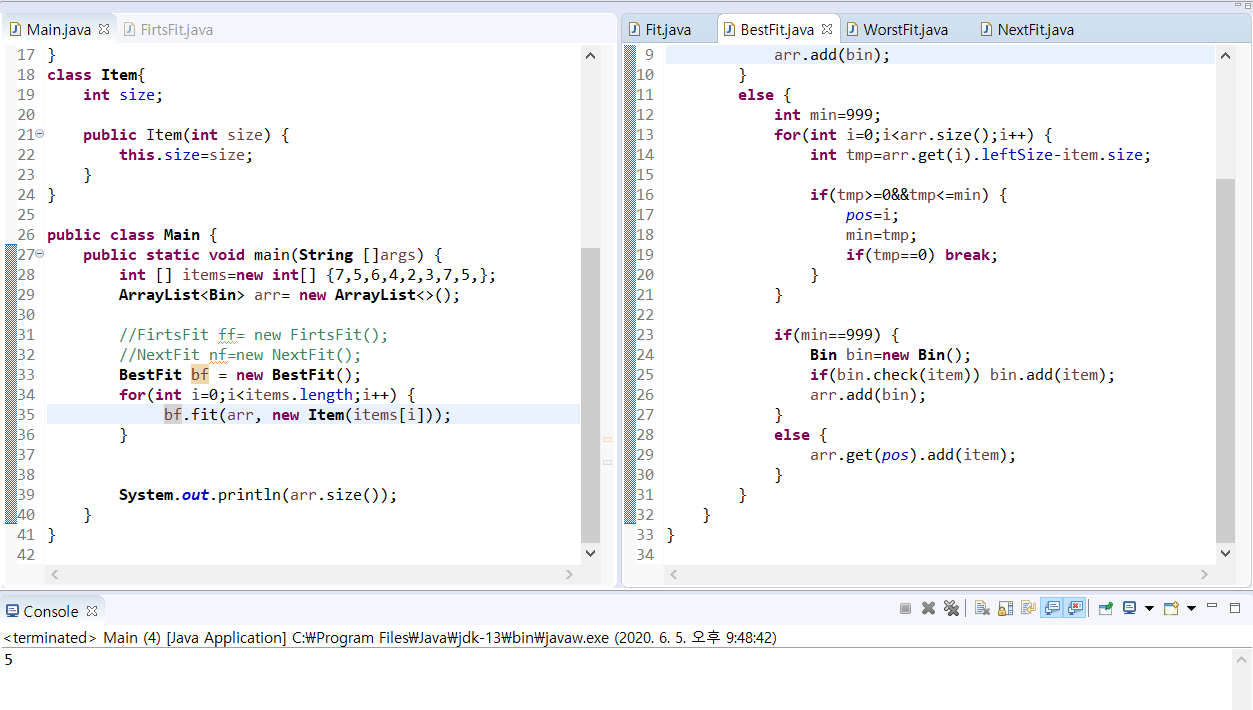 Main.java
FirtsFit.java
17 }
18 class Item{
19     int size;
20
21     public Item(int size) {
22         this.size=size;
23     }
24 }
25
26 public class Main {
27     public static void main(String []args) {
28         int [] items=new int[] {7,5,6,4,2,3,7,5,};
29         ArrayList<Bin> arr= new ArrayList<>();
30
31         //FirtsFit ff= new FirtsFit();
32         //NextFit nf=new NextFit();
33         BestFit bf = new BestFit();
34         for(int i=0;i<items.length;i++) {
35             bf.fit(arr, new Item(items[i]));
36         }
37
38
39         System.out.println(arr.size());
40     }
41 }
42
Fit.java
BestFit.java
WorstFit.java
NextFit.java
9             arr.add(bin);
10         }
11         else {
12             int min=999;
13             for(int i=0;i<arr.size();i++) {
14                 int tmp=arr.get(i).leftSize-item.size;
15
16                 if(tmp>=0&&tmp<=min) {
17                     pos=i;
18                     min=tmp;
19                     if(tmp==0) break;
20                 }
21             }
22
23             if(min==999) {
24                 Bin bin=new Bin();
25                 if(bin.check(item)) bin.add(item);
26                 arr.add(bin);
27             }
28             else {
29                 arr.get(pos).add(item);
30             }
31         }
32     }
33 }
34
Console
<terminated> Main (4) [Java Application] C:₩Program Files₩Java₩jdk-13₩bin₩javaw.exe (2020. 6. 5. 오후 9:48:42)
5